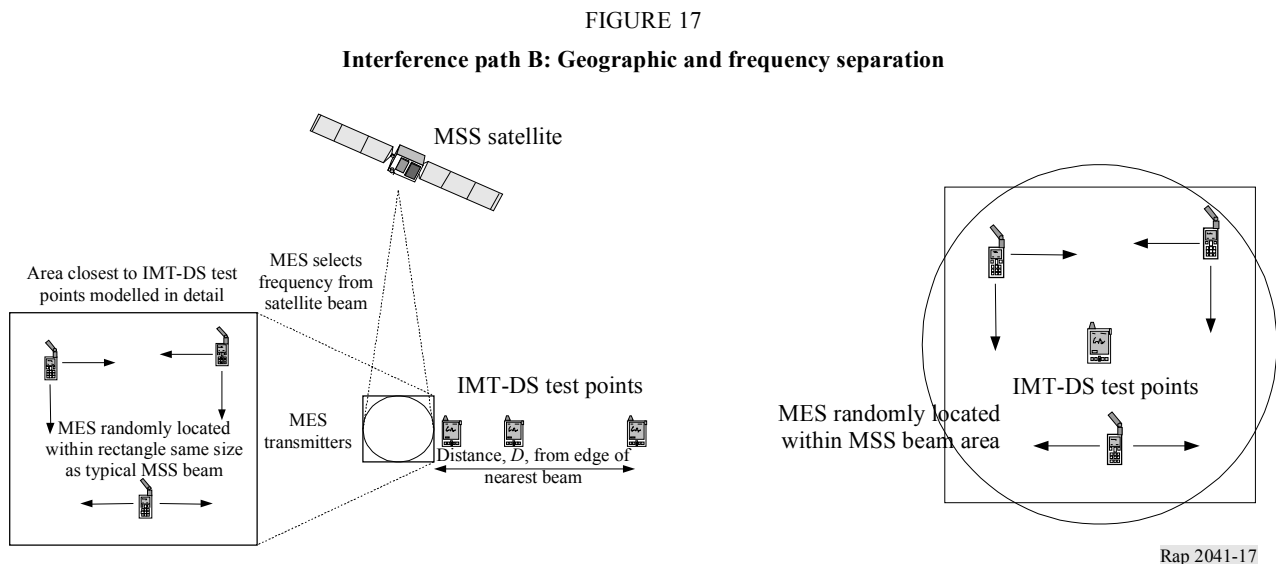 FIGURE 17
Interference path B: Geographic and frequency separation
MSS satellite
MES selects
frequency from
satellite beam
Area closest to IMT-DS test
points modelled in detail
MES randomly located
within rectangle same size
as typical MSS beam
MES
transmitters
IMT-DS test points
Distance, D, from edge of
nearest beam
IMT-DS test points
MES randomly located
within MSS beam area
Rap 2041-17